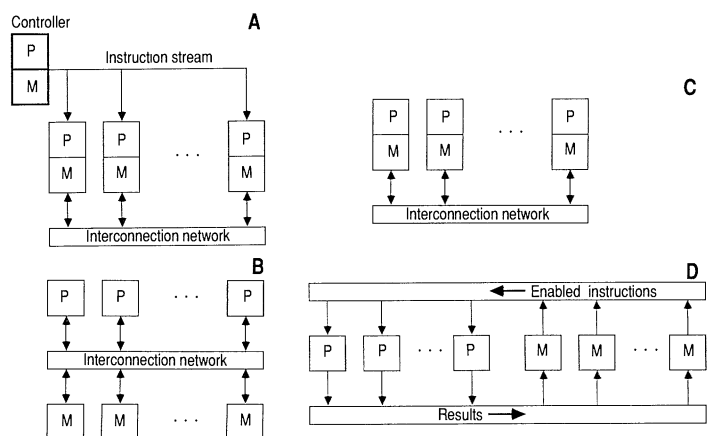 Controller
A
P
Instruction stream
M
P P P
. . .
M M M
Interconnection network
C
P P P
. . .
M M M
Interconnection network
B
P P . . . P
Interconnection network
M M . . . M
D
Enabled instructions
P P . . . P M M . . . M
Results